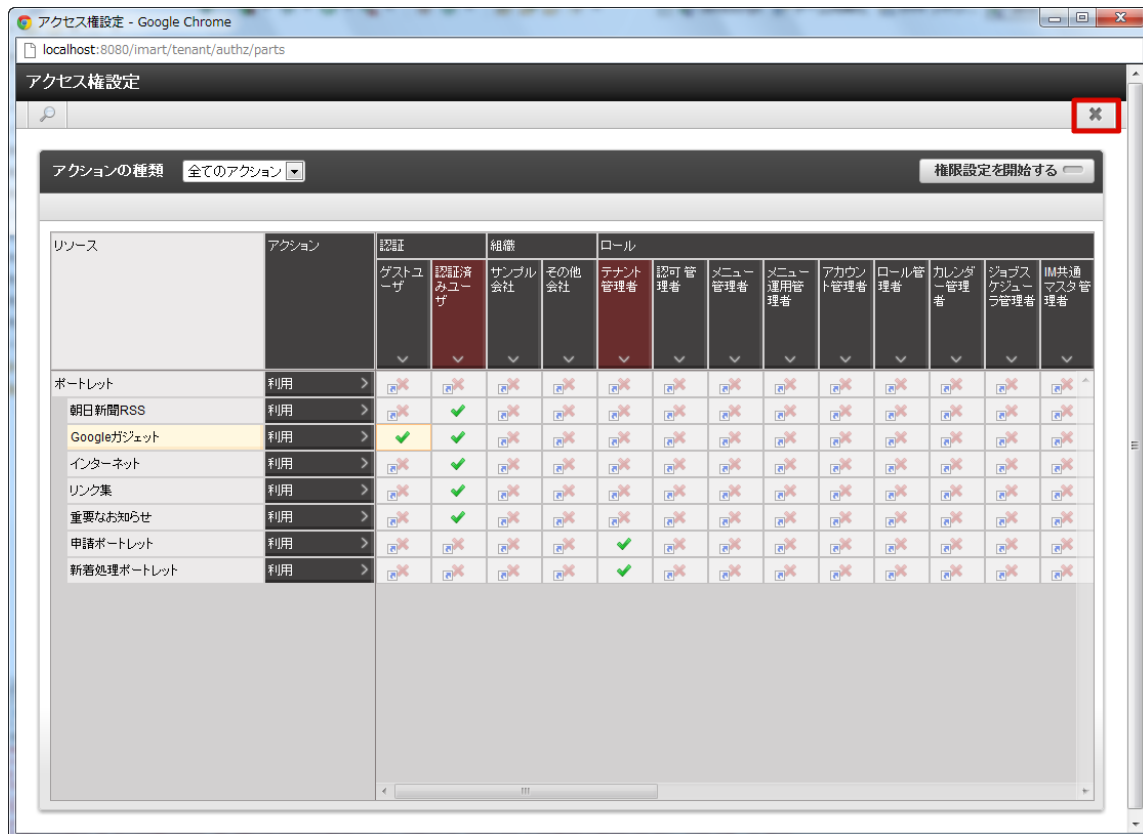 アクセス権設定 - Google Chrome
localhost:8080/imart/tenant/authz/parts
アクセス権設定
アクションの種類 全てのアクション 権限設定を開始する
リソース アクション 認証 組織 ロール
ゲストユーザ 認証済みユーザ サンプル会社 その他会社 テナント管理者 認可管理者 メニュー管理者 メニュー運用管理者 アカウント管理者 ロール管理者 カレンダー管理者 ジョブスケジューラ管理者 IM共通マスタ管理者
ポートレット 利用
朝日新聞RSS 利用
Googleガジェット 利用
インターネット 利用
リンク集 利用
重要なお知らせ 利用
申請ポートレット 利用
新着処理ポートレット 利用